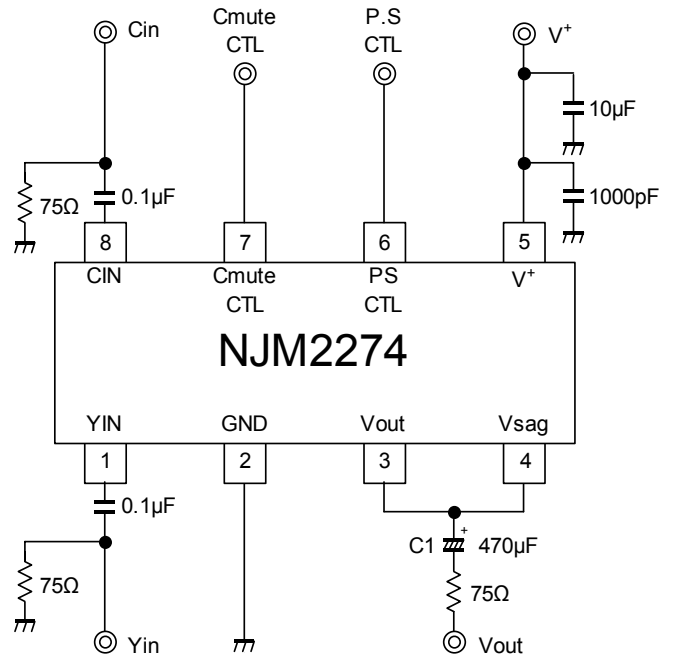 Cin
Cmute
CTL
P.S
CTL
V+
10µF
75Ω
0.1µF
1000pF
8
7
6
5
CIN
Cmute
CTL
PS
CTL
V+
NJM2274
YIN
GND
Vout
Vsag
1
2
3
4
0.1µF
C1
+
470µF
75Ω
75Ω
Yin
Vout